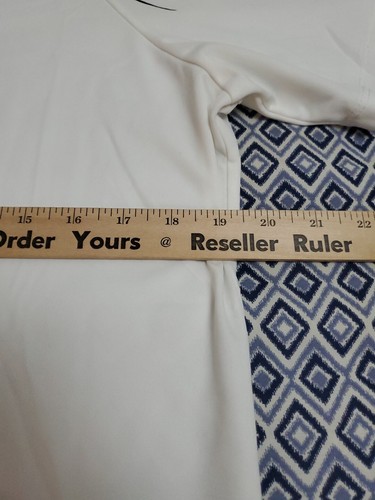 15 16 17 18 19 20 21 22
Order Yours @ Reseller Ruler